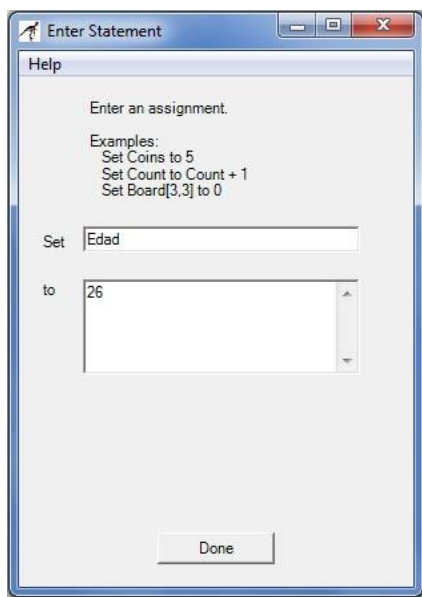 Enter Statement
Help
Enter an assignment.
Examples:
Set Coins to 5
Set Count to Count + 1
Set Board[3,3] to 0
Set Edad
to 26
Done